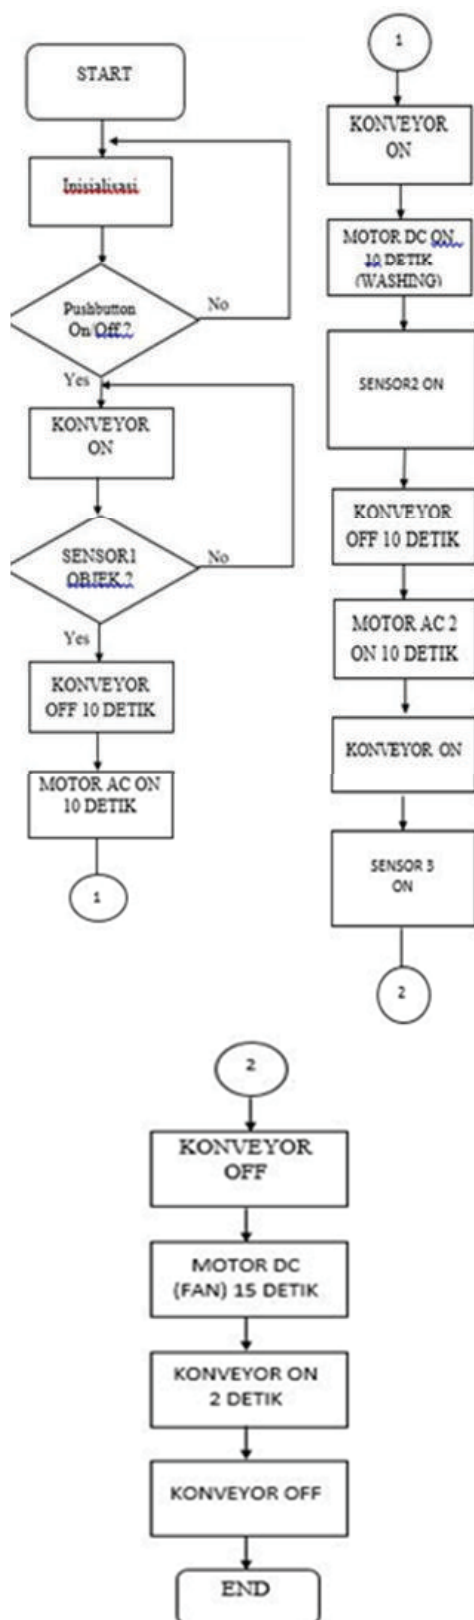 START
Inisialisasi
Pushbutton
On/Off ?
No
Yes
KONVEYOR
ON
SENSOR1
OBJEK ?
No
Yes
KONVEYOR
OFF 10 DETIK
MOTOR AC ON
10 DETIK
1
1
KONVEYOR
ON
MOTOR DC ON
10 DETIK
(WASHING)
SENSOR2 ON
KONVEYOR
OFF 10 DETIK
MOTOR AC 2
ON 10 DETIK
KONVEYOR ON
SENSOR 3
ON
2
2
KONVEYOR
OFF
MOTOR DC
(FAN) 15 DETIK
KONVEYOR ON
2 DETIK
KONVEYOR OFF
END